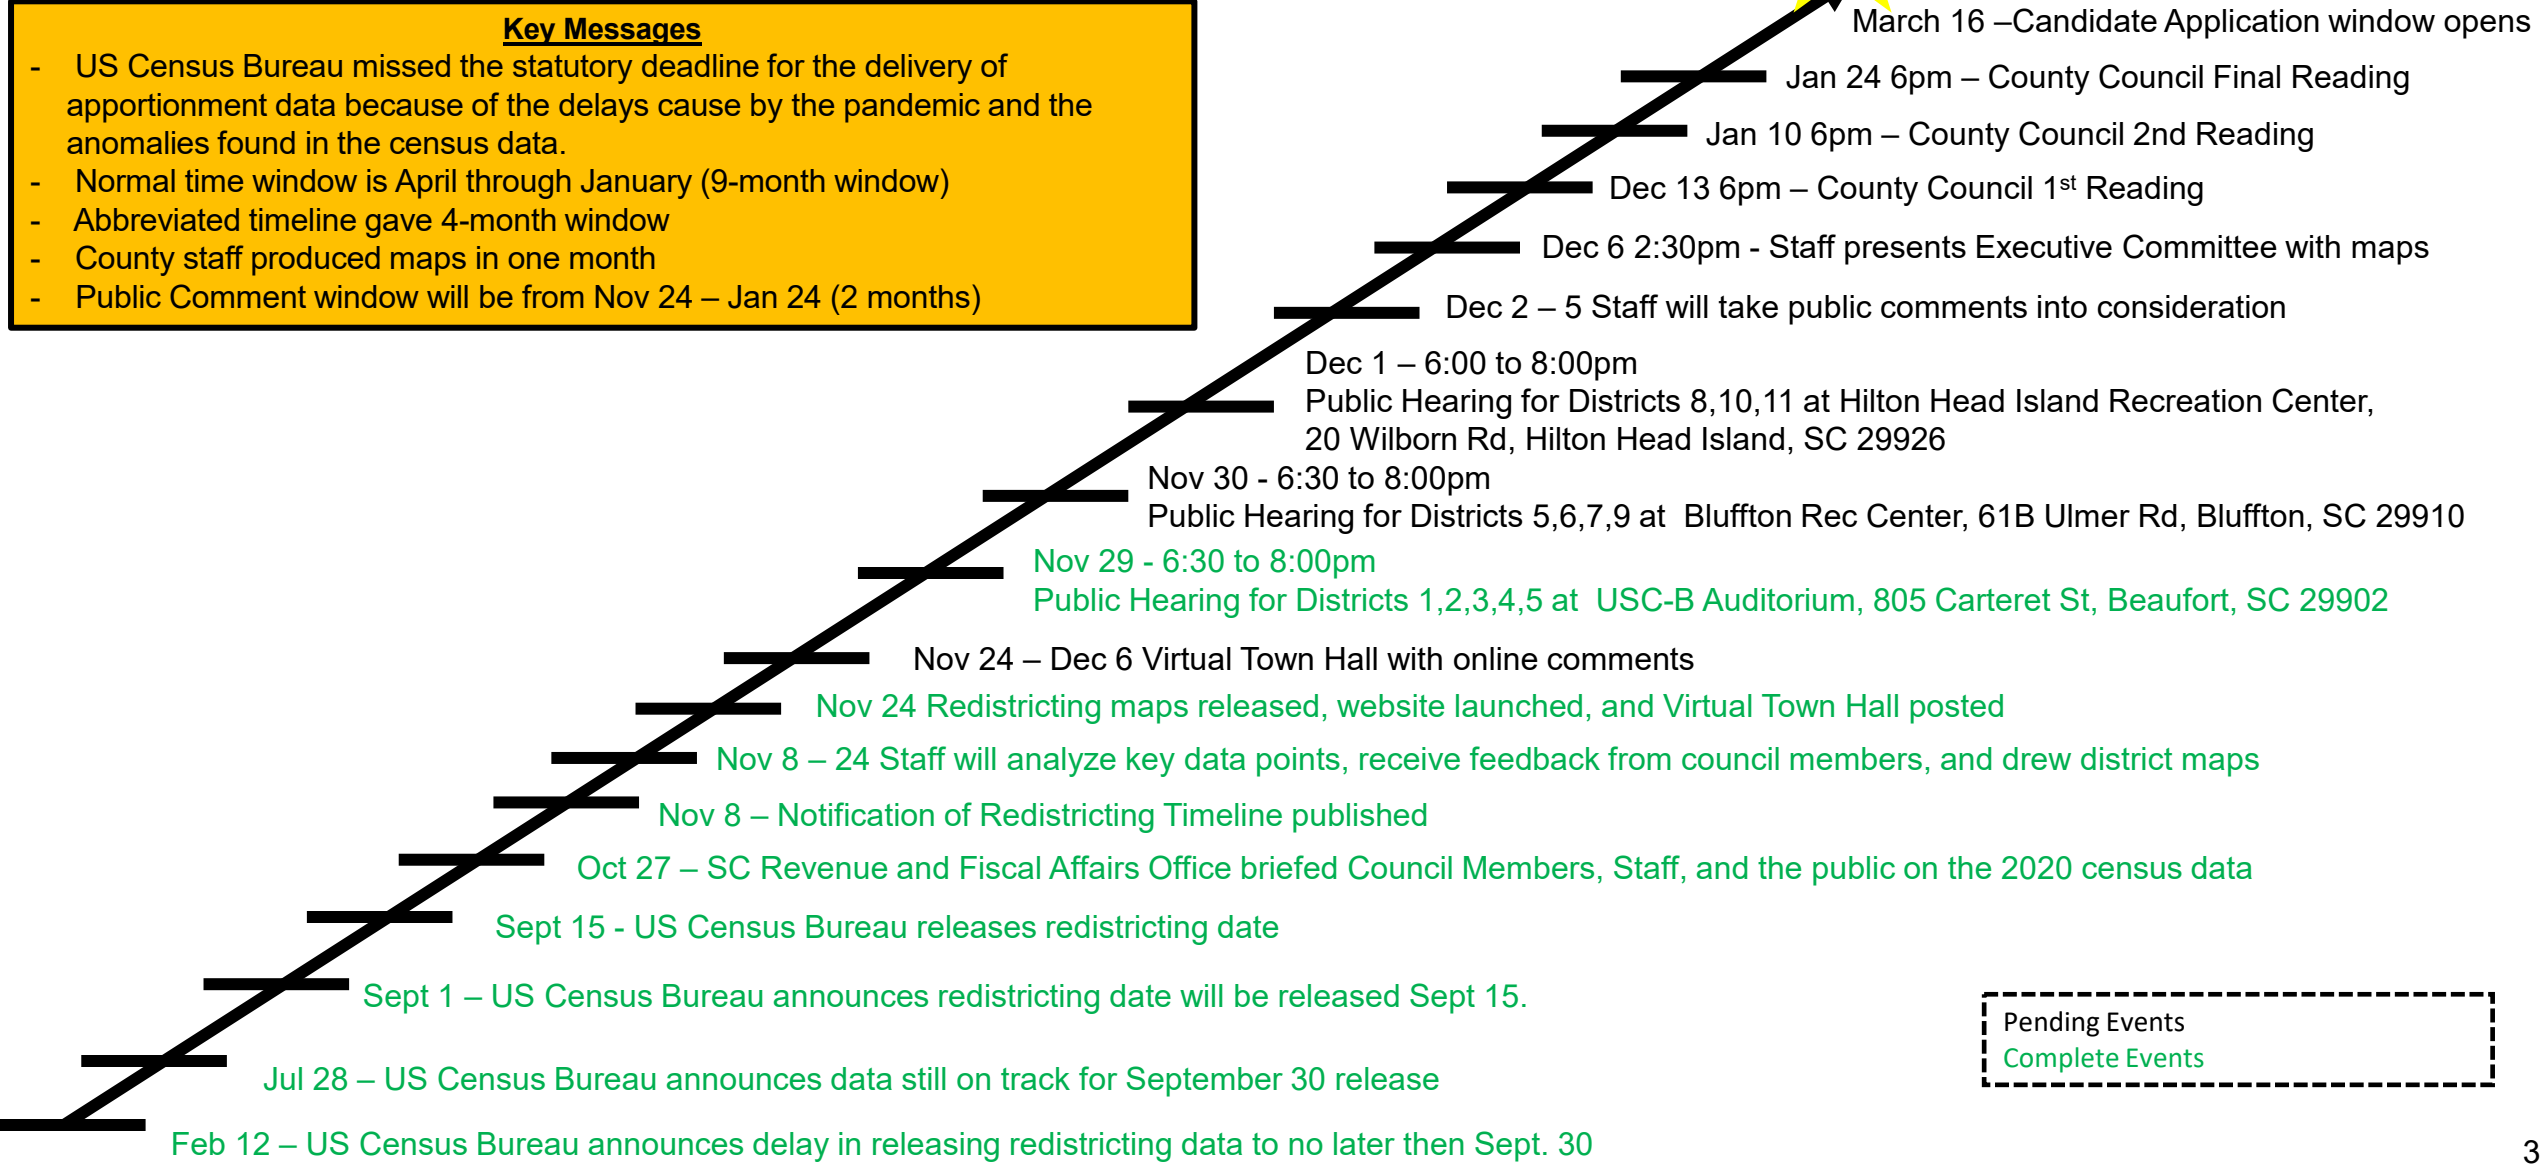 Key Messages
- US Census Bureau missed the statutory deadline for the delivery of
apportionment data because of the delays cause by the pandemic and the
anomalies found in the census data.
- Normal time window is April through January (9-month window)
- Abbreviated timeline gave 4-month window
- County staff produced maps in one month
- Public Comment window will be from Nov 24 – Jan 24 (2 months)
March 16 –Candidate Application window opens
Jan 24 6pm – County Council Final Reading
Jan 10 6pm – County Council 2nd Reading
Dec 13 6pm – County Council 1st Reading
Dec 6 2:30pm - Staff presents Executive Committee with maps
Dec 2 – 5 Staff will take public comments into consideration
Dec 1 – 6:00 to 8:00pm
Public Hearing for Districts 8,10,11 at Hilton Head Island Recreation Center,
20 Wilborn Rd, Hilton Head Island, SC 29926
Nov 30 - 6:30 to 8:00pm
Public Hearing for Districts 5,6,7,9 at Bluffton Rec Center, 61B Ulmer Rd, Bluffton, SC 29910
Nov 29 - 6:30 to 8:00pm
Public Hearing for Districts 1,2,3,4,5 at USC-B Auditorium, 805 Carteret St, Beaufort, SC 29902
Nov 24 – Dec 6 Virtual Town Hall with online comments
Nov 24 Redistricting maps released, website launched, and Virtual Town Hall posted
Nov 8 – 24 Staff will analyze key data points, receive feedback from council members, and drew district maps
Nov 8 – Notification of Redistricting Timeline published
Oct 27 – SC Revenue and Fiscal Affairs Office briefed Council Members, Staff, and the public on the 2020 census data
Sept 15 - US Census Bureau releases redistricting date
Sept 1 – US Census Bureau announces redistricting date will be released Sept 15.
Jul 28 – US Census Bureau announces data still on track for September 30 release
Feb 12 – US Census Bureau announces delay in releasing redistricting data to no later then Sept. 30
Pending Events
Complete Events
3